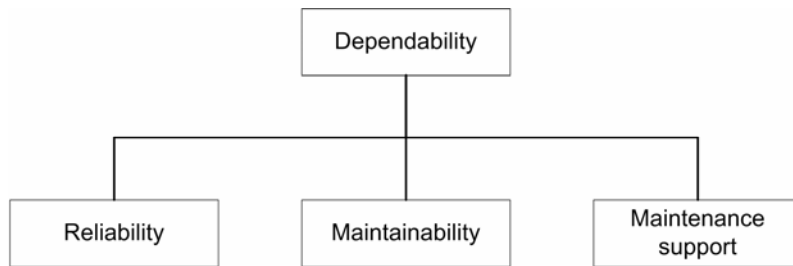 Dependability
Reliability
Maintainability
Maintenance
support